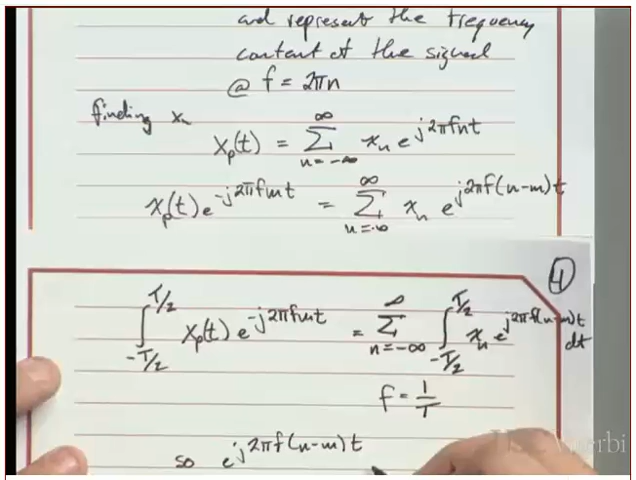 and represent the frequency
content of the signal
@ f = 2πn
finding xₙ
xₚ(t) = ∑_{n=-∞}^{∞} xₙ e^{j2πfnt}
xₚ(t) e^{-j2πfmt} = ∑_{n=-∞}^{∞} xₙ e^{j2πf(n-m)t}
4
∫_{-T/2}^{T/2} xₚ(t) e^{-j2πfmt} = ∑_{n=-∞}^{∞} ∫_{-T/2}^{T/2} xₙ e^{j2πf(n-m)t} dt
f = 1/T
so e^{j2πf(n-m)t}